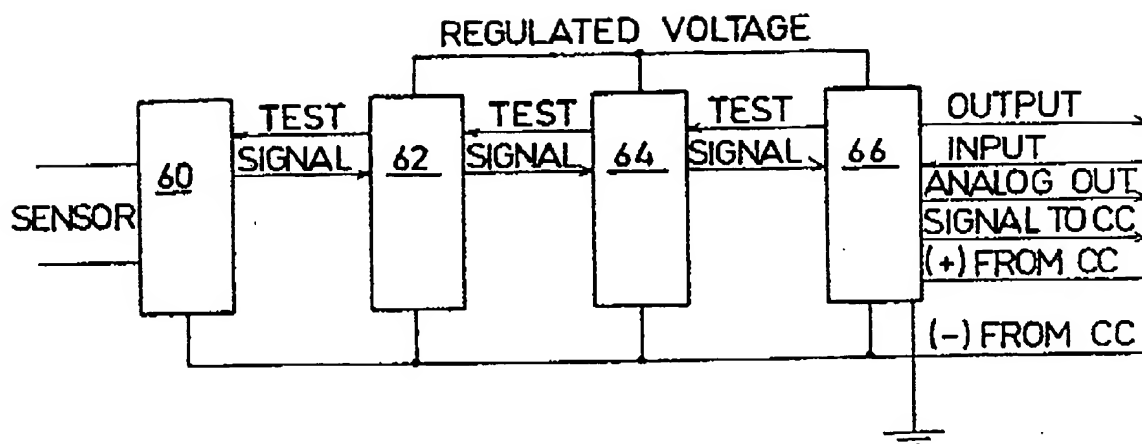 REGULATED VOLTAGE
TEST
SIGNAL
TEST
SIGNAL
TEST
SIGNAL
SENSOR
60
62
64
66
OUTPUT
INPUT
ANALOG OUT
SIGNAL TO CC
(+) FROM CC
(-) FROM CC